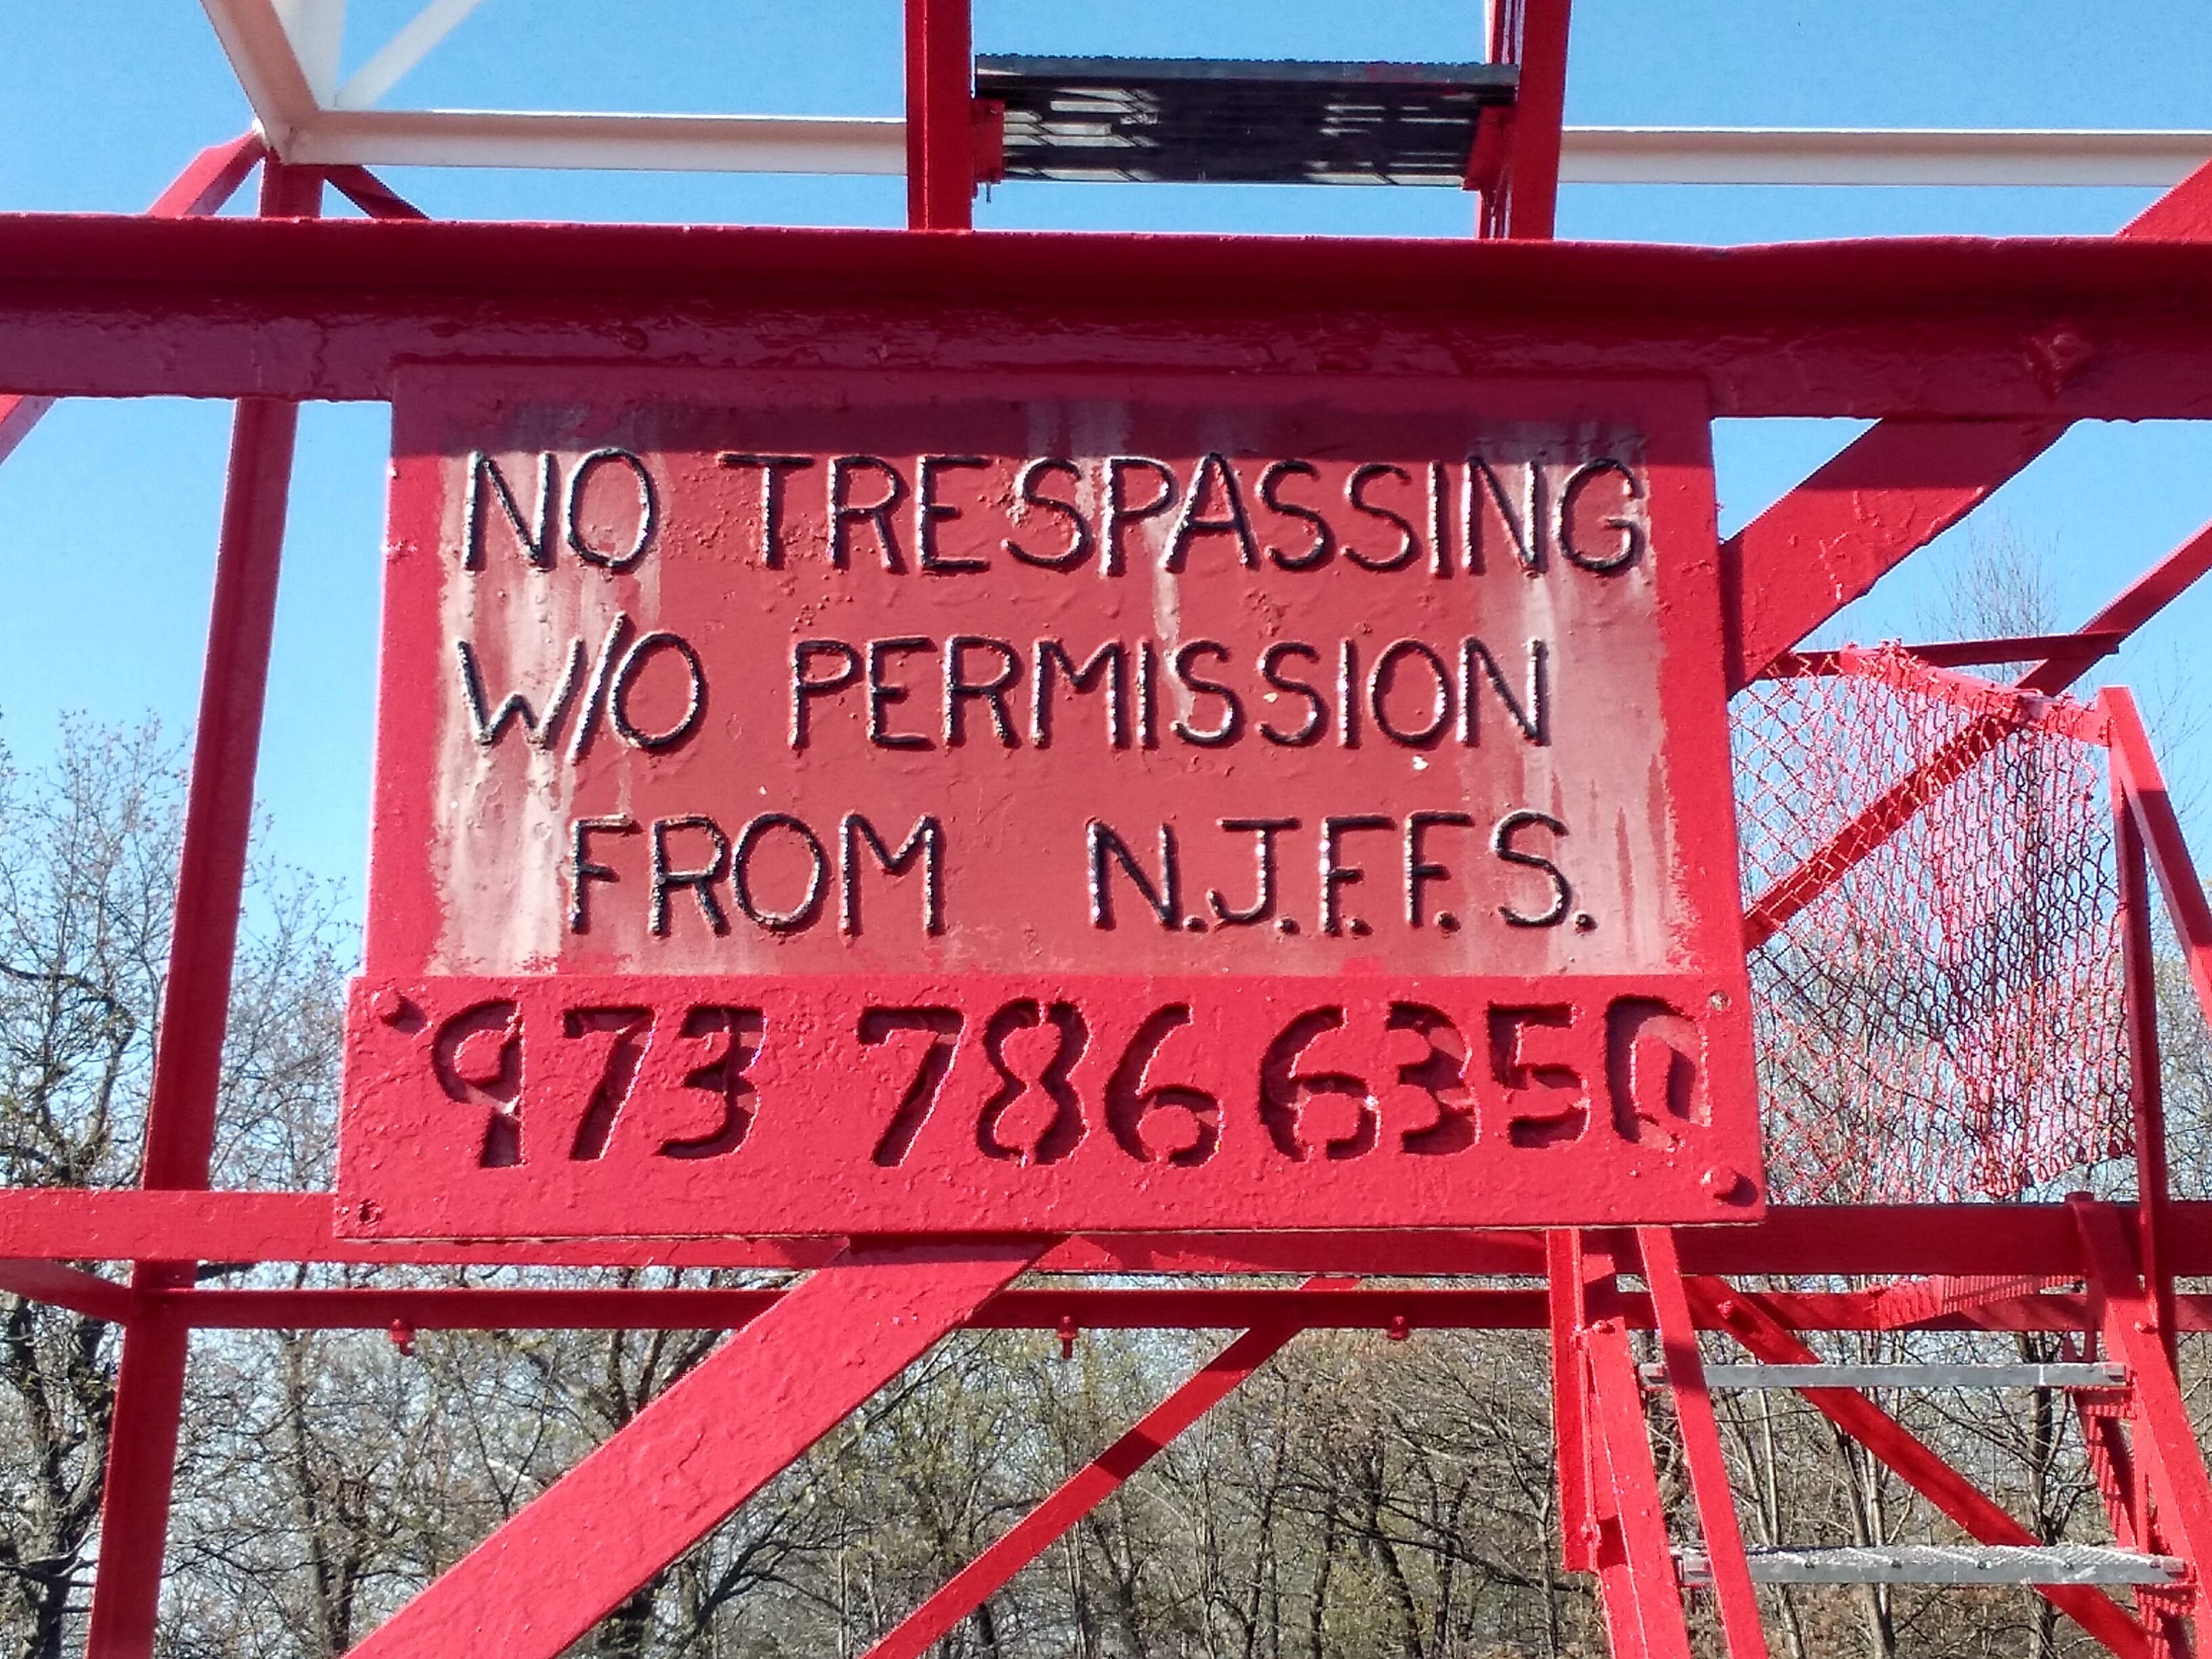 NO TRESPASSING
W/O PERMISSION
FROM N.J.F.F.S.
973 786 6350